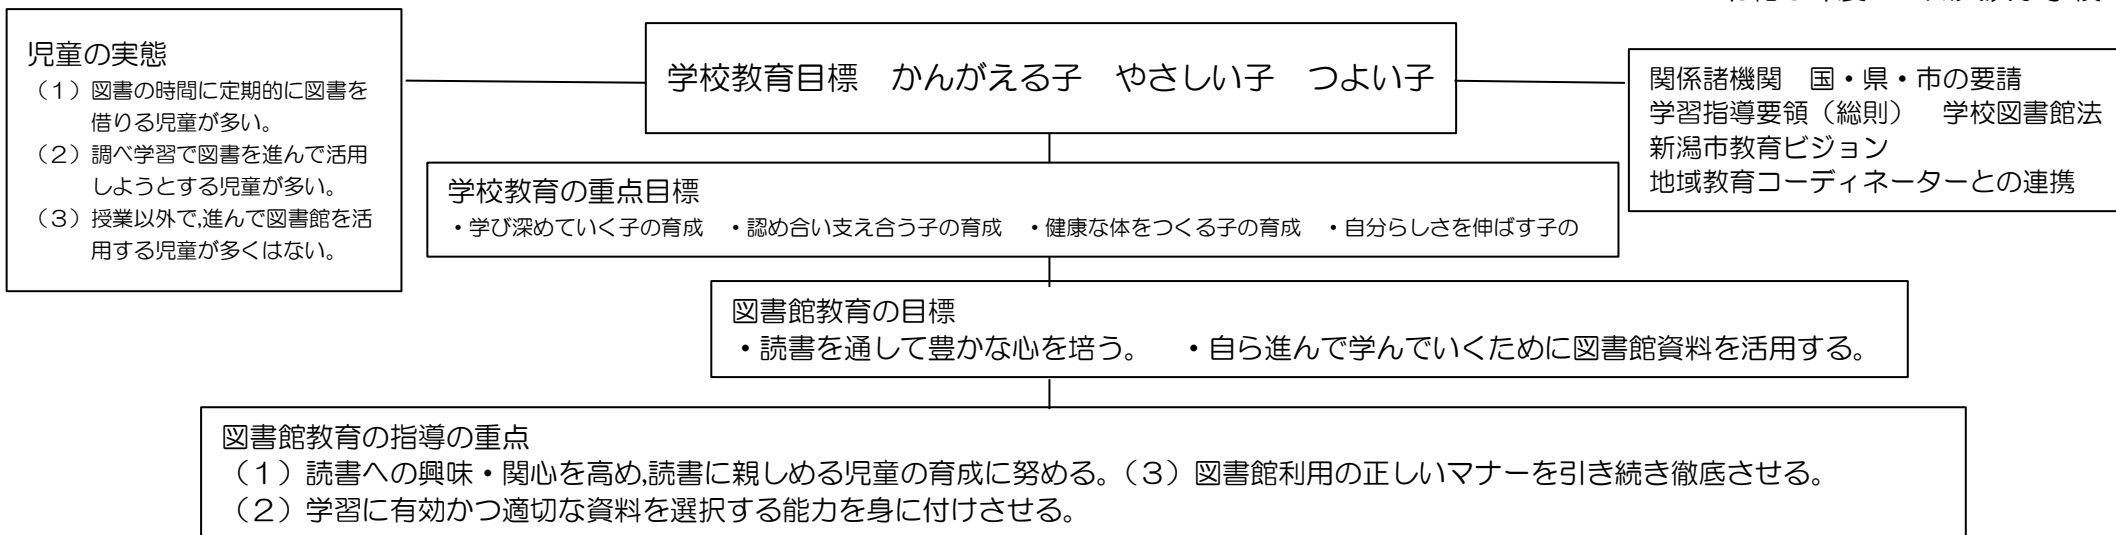 児童の実態
（１）図書の時間に定期的に図書を
借りる児童が多い。
（２）調べ学習で図書を進んで活用
しようとする児童が多い。
（３）授業以外で,進んで図書館を活
用する児童が多くはない。
学校教育目標　かんがえる子　やさしい子　つよい子
関係諸機関　国・県・市の要請
学習指導要領（総則）　学校図書館法
新潟市教育ビジョン
地域教育コーディネーターとの連携
学校教育の重点目標
・学び深めていく子の育成　・認め合い支え合う子の育成　・健康な体をつくる子の育成　・自分らしさを伸ばす子の
図書館教育の目標
・読書を通して豊かな心を培う。　・自ら進んで学んでいくために図書館資料を活用する。
図書館教育の指導の重点
（１）読書への興味・関心を高め,読書に親しめる児童の育成に努める。（３）図書館利用の正しいマナーを引き続き徹底させる。
（２）学習に有効かつ適切な資料を選択する能力を身に付けさせる。